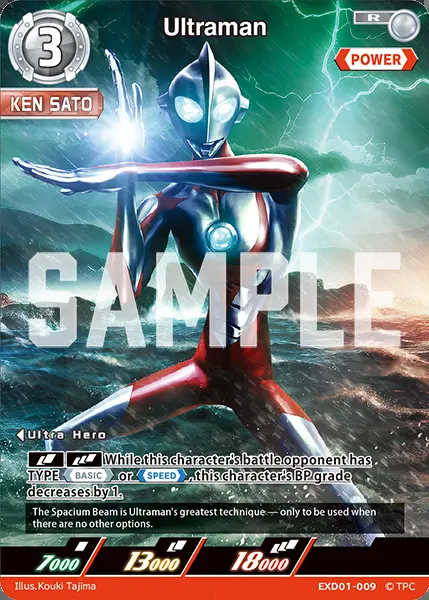 Ultraman
R
3
POWER
KEN SATO
SAMPLE
Ultra Hero
While this character's battle opponent has
TYPE BASIC or SPEED, this character's BP grade
decreases by 1.
The Spacium Beam is Ultraman's greatest technique — only to be used when
there are no other options.
7000 13000 18000
Illus.Kouki Tajima EXD01-009 © TPC